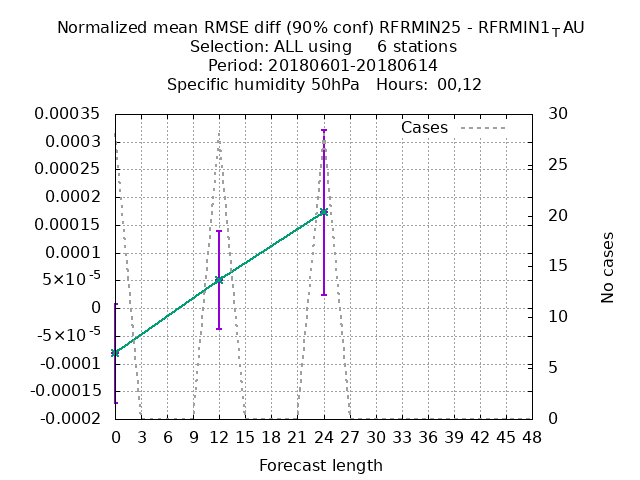 Normalized mean RMSE diff (90% conf) RFRMIN25 - RFRMIN1_TAU
Selection: ALL using 6 stations
Period: 20180601-20180614
Specific humidity 50hPa Hours: 00,12
Cases
0.00035
0.0003
0.00025
0.0002
0.00015
0.0001
5×10^-5
0
-5×10^-5
-0.0001
-0.00015
-0.0002
30
25
20
15
10
5
0
No cases
0 3 6 9 12 15 18 21 24 27 30 33 36 39 42 45 48
Forecast length